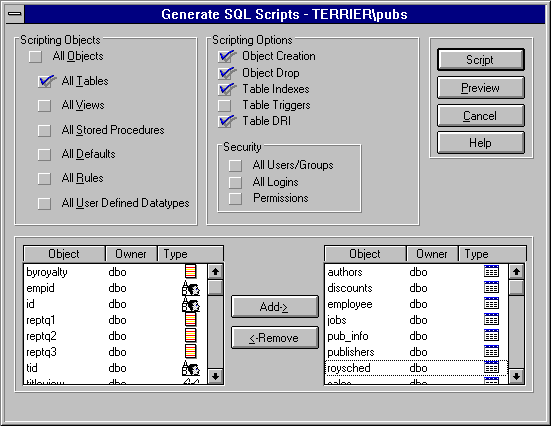 Generate SQL Scripts - TERRIER\pubs
Scripting Objects
All Objects
All Tables
All Views
All Stored Procedures
All Defaults
All Rules
All User Defined Datatypes
Scripting Options
Object Creation
Object Drop
Table Indexes
Table Triggers
Table DRI
Security
All Users/Groups
All Logins
Permissions
Script
Preview
Cancel
Help
Object Owner Type
byroyalty dbo
empid dbo
id dbo
reptq1 dbo
reptq2 dbo
reptq3 dbo
tid dbo
titleview dbo
Add->
<-Remove
Object Owner Type
authors dbo
discounts dbo
employee dbo
jobs dbo
pub_info dbo
publishers dbo
roysched dbo
sales dbo